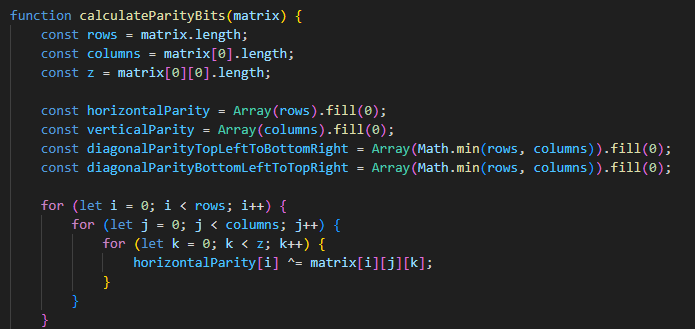 function calculateParityBits(matrix) {
    const rows = matrix.length;
    const columns = matrix[0].length;
    const z = matrix[0][0].length;

    const horizontalParity = Array(rows).fill(0);
    const verticalParity = Array(columns).fill(0);
    const diagonalParityTopLeftToBottomRight = Array(Math.min(rows, columns)).fill(0);
    const diagonalParityBottomLeftToTopRight = Array(Math.min(rows, columns)).fill(0);

    for (let i = 0; i < rows; i++) {
        for (let j = 0; j < columns; j++) {
            for (let k = 0; k < z; k++) {
                horizontalParity[i] ^= matrix[i][j][k];
            }
        }
    }